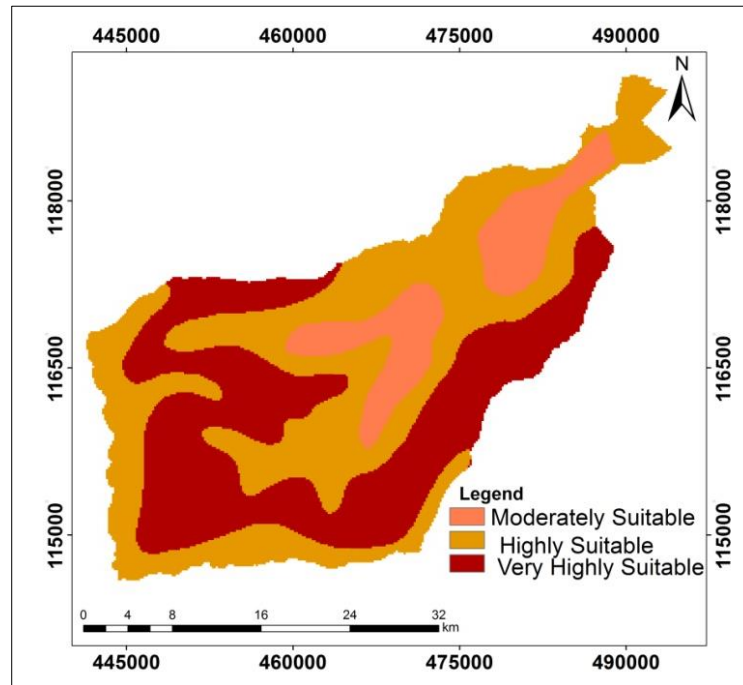 445000 460000 475000 490000
N
118000 118000
116500 116500
115000 115000
Legend
Moderately Suitable
Highly Suitable
Very Highly Suitable
0 2 4 8 16 24 32
km
445000 460000 475000 490000